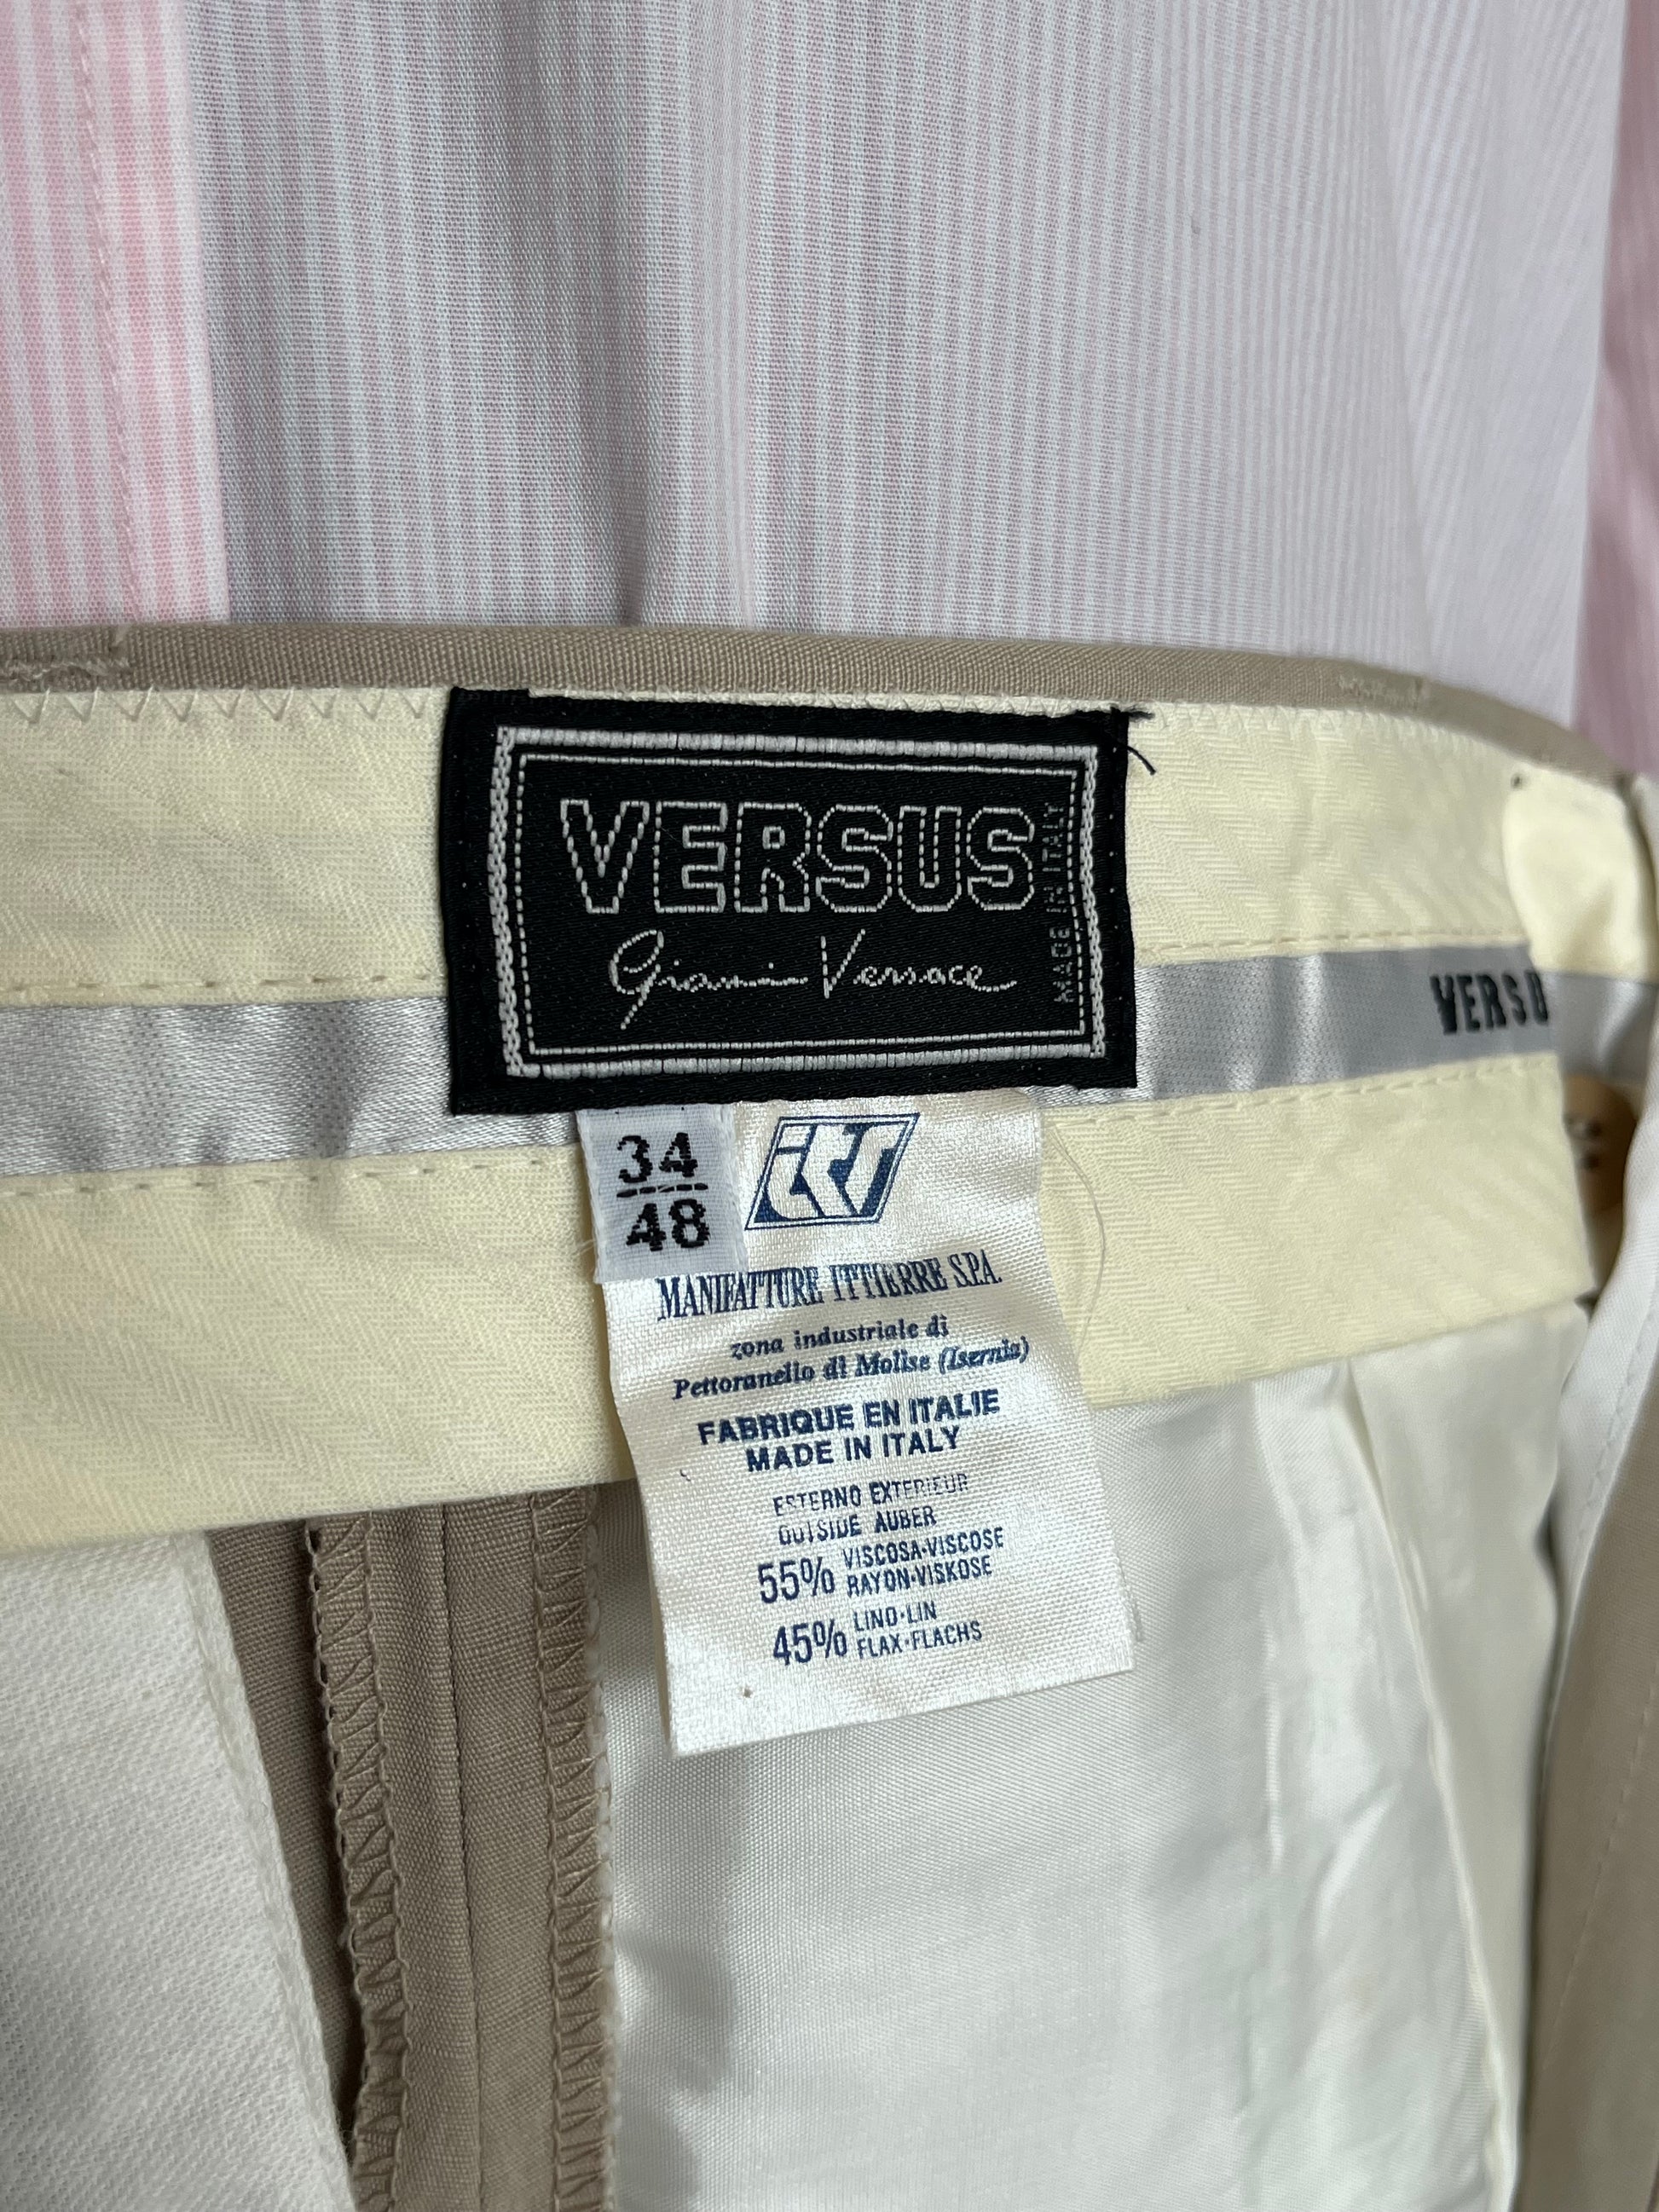 VERSUS
Gianni Versace
MADE IN ITALY
VERSU
34
48
MANIFATTURE ITTIERRE S.P.A.
zona industriale di
Pettoranello di Molise (Isernia)
FABRIQUE EN ITALIE
MADE IN ITALY
ESTERNO EXTERIEUR
OUTSIDE AUBER
55% VISCOSA·VISCOSE
RAYON·VISKOSE
45% LINO·LIN
FLAX·FLACHS